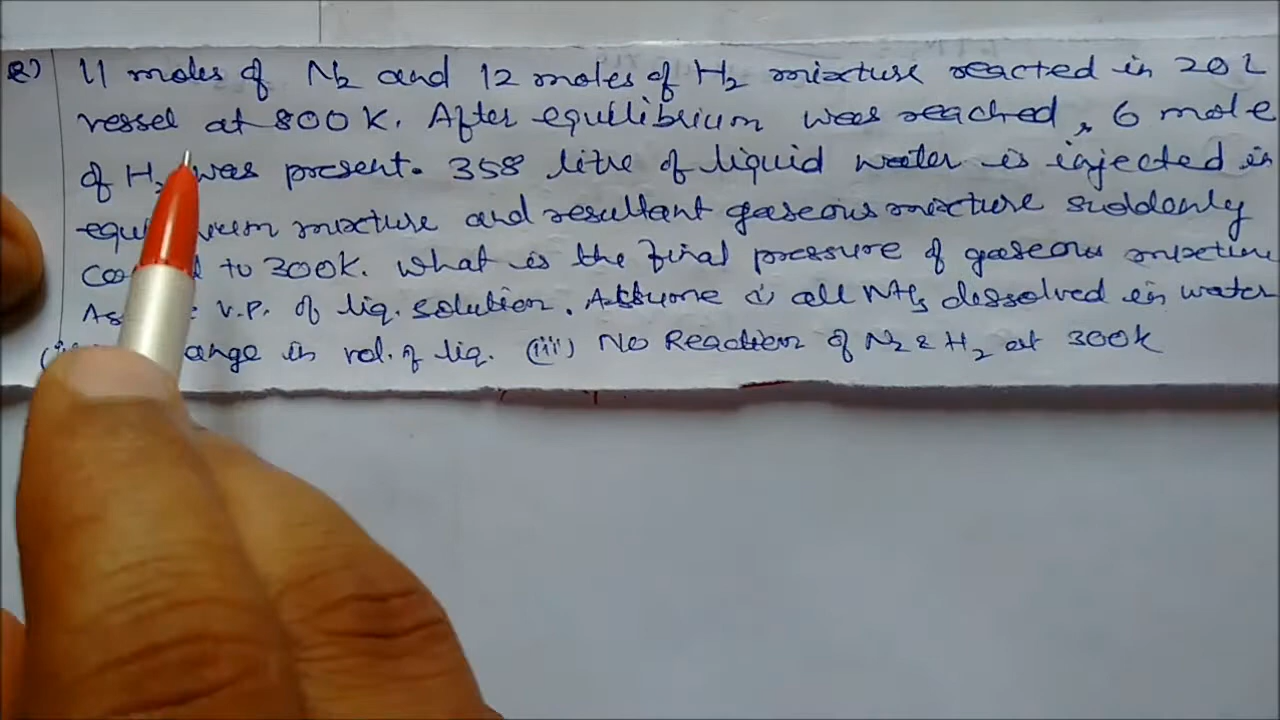 Q) 11 moles of N2 and 12 moles of H2 mixture reacted in 20 L
vessel at 800 K. After equilibrium was reached, 6 mole
of H2 was present. 358 litre of liquid water is injected in
mixture and resultant gaseous mixture suddenly
to 300K. What is the final pressure of gaseous mixture
V.P. of liq. solution. Assume (i) all NH3 dissolved in water
in vol. of liq. (iii) No Reaction of N2 & H2 at 300K